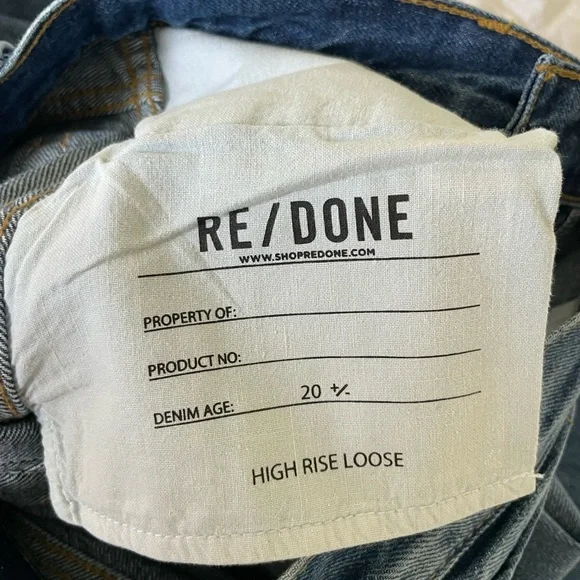 RE/DONE
WWW.SHOPREDONE.COM
PROPERTY OF:
PRODUCT NO:
DENIM AGE: 20 +/-
HIGH RISE LOOSE